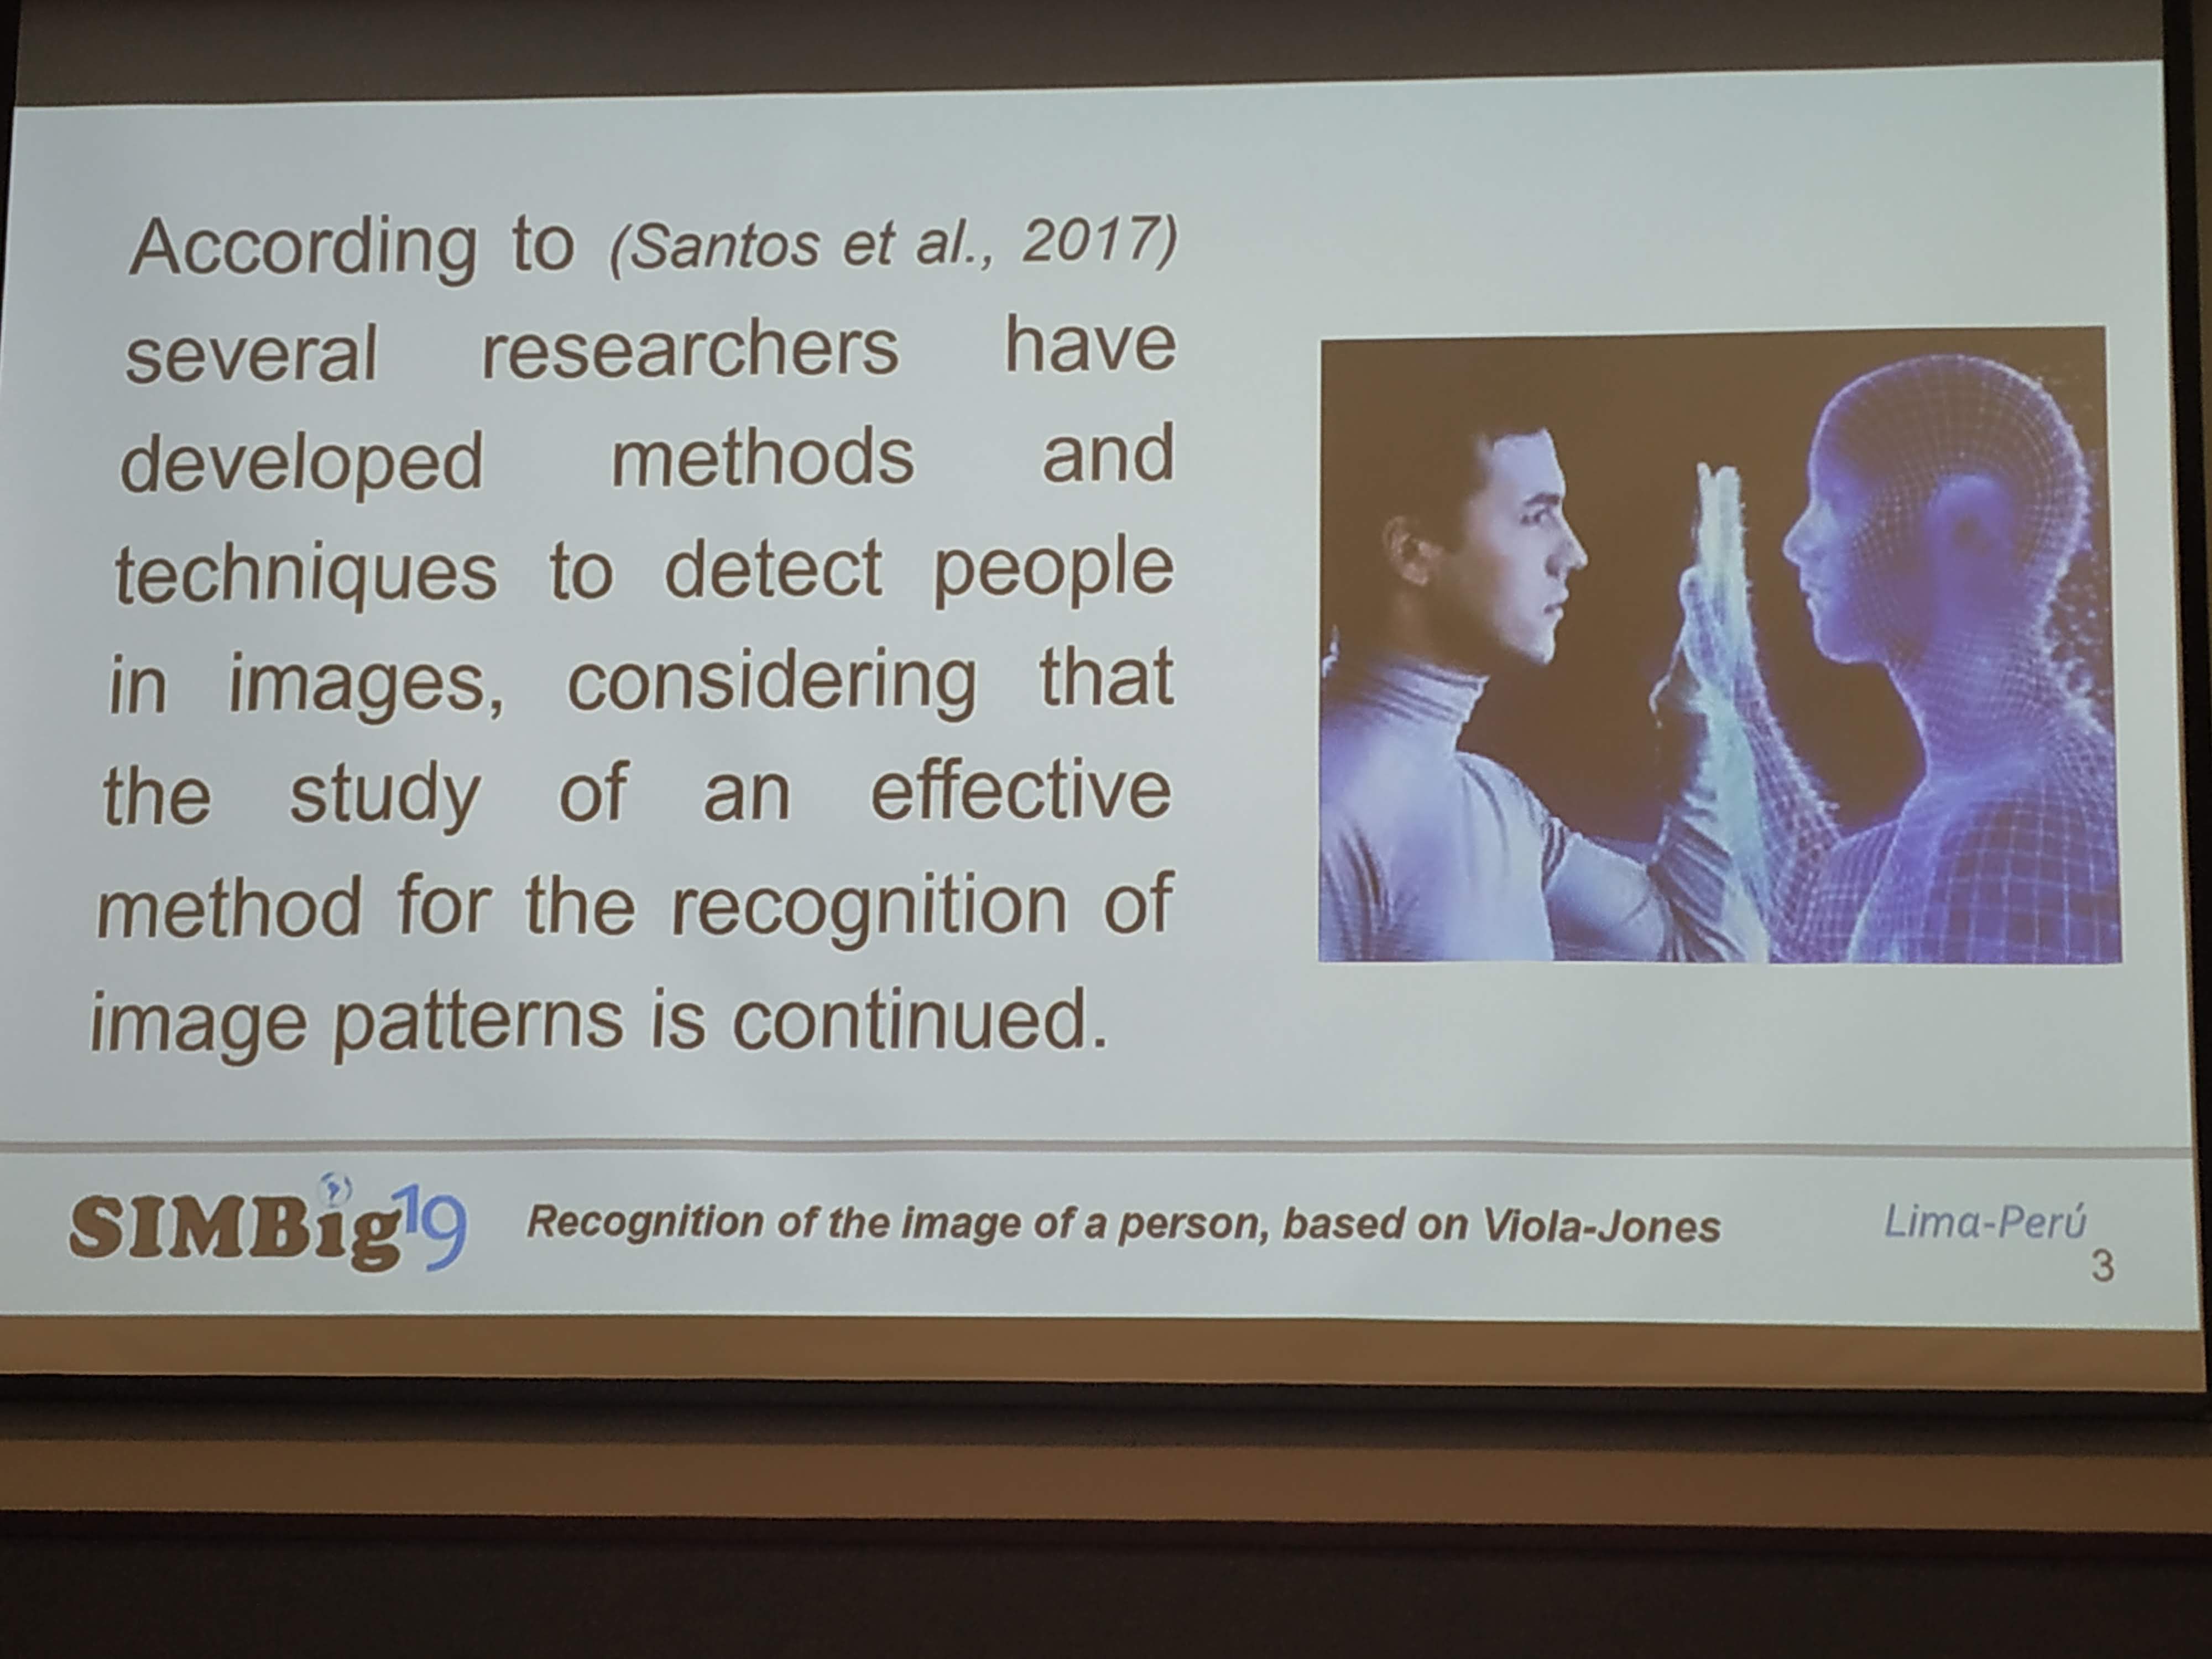 According to (Santos et al., 2017)
several researchers have
developed methods and
techniques to detect people
in images, considering that
the study of an effective
method for the recognition of
image patterns is continued.
SIMBig19
Recognition of the image of a person, based on Viola-Jones
Lima-Perú
3